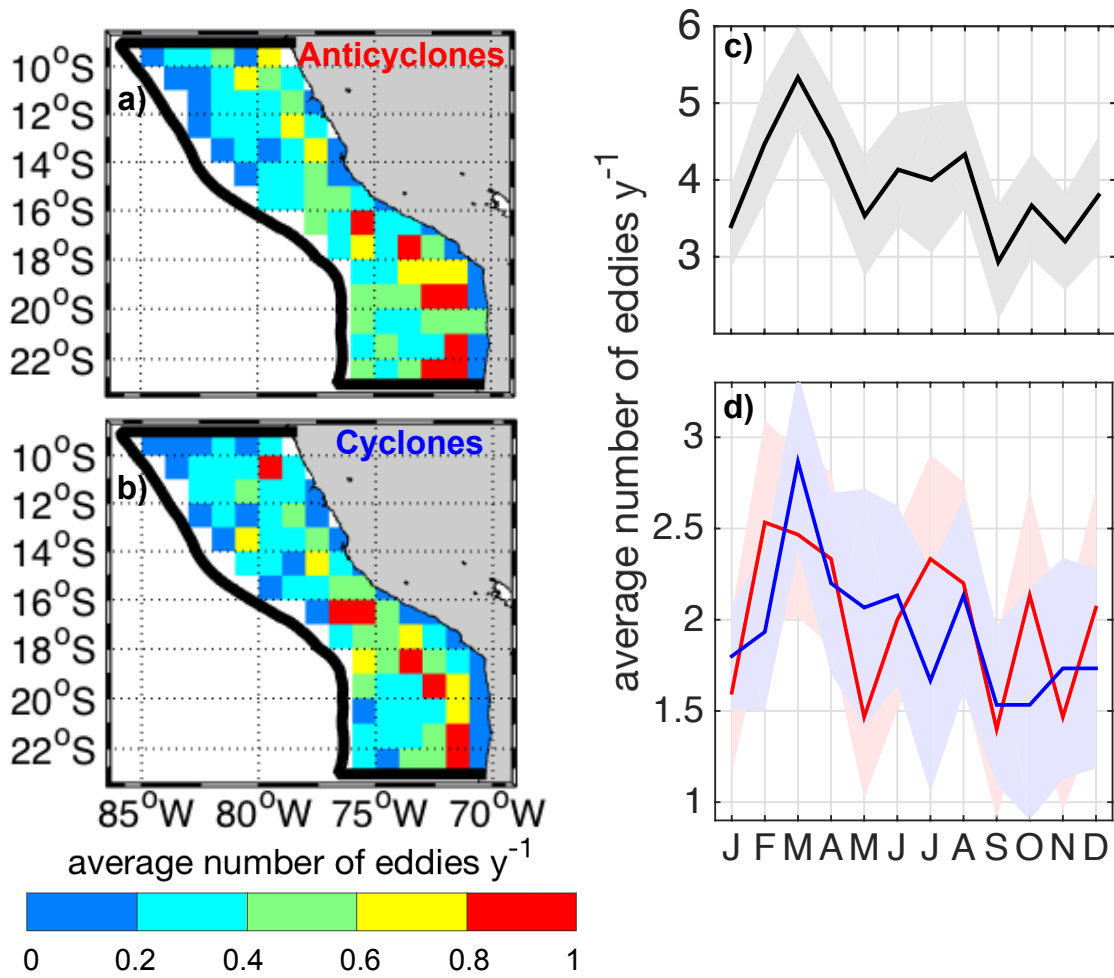 Anticyclones
a)
10°S
12°S
14°S
16°S
18°S
20°S
22°S
Cyclones
b)
10°S
12°S
14°S
16°S
18°S
20°S
22°S
85°W 80°W 75°W 70°W
average number of eddies y⁻¹
0 0.2 0.4 0.6 0.8 1
c)
6
5
4
3
average number of eddies y⁻¹
d)
3
2.5
2
1.5
1
J F M A M J J A S O N D